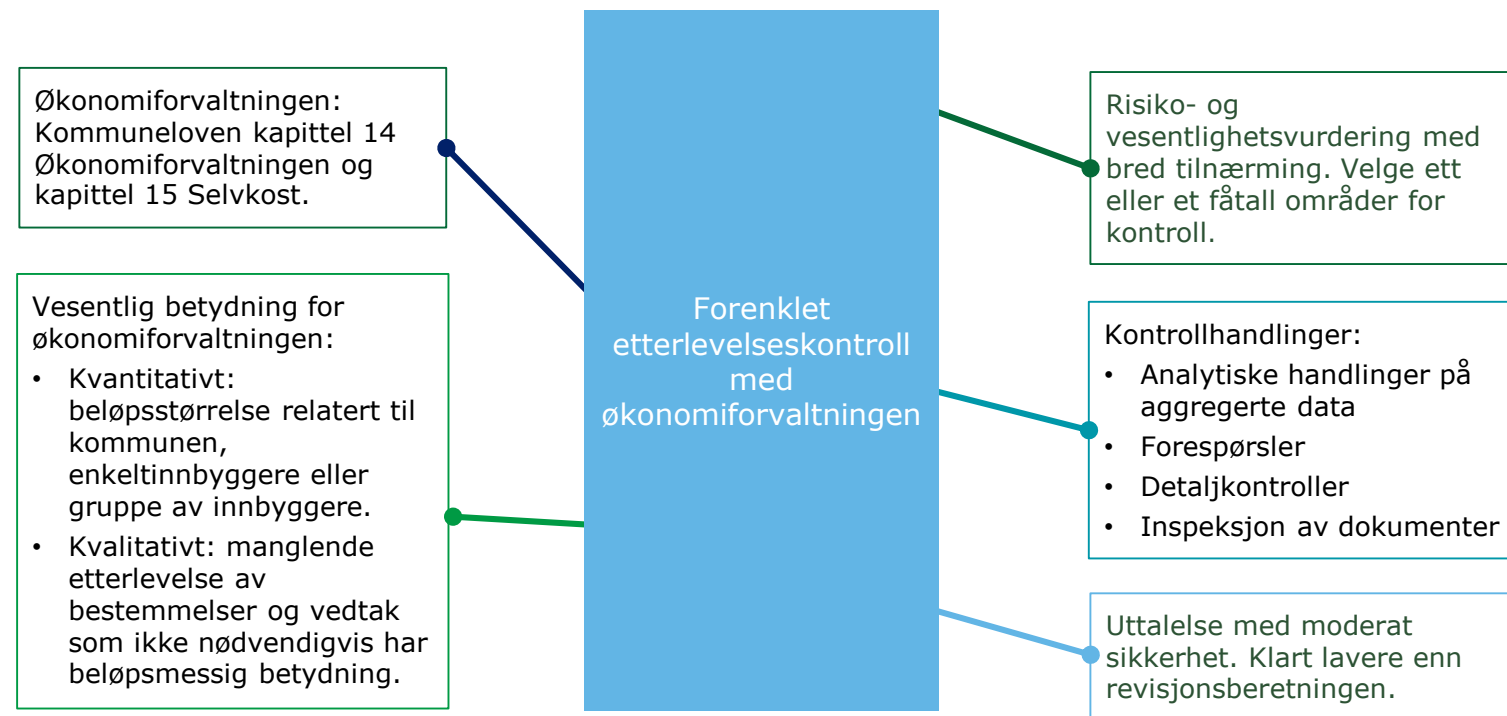 Økonomiforvaltningen:
Kommuneloven kapittel 14
Økonomiforvaltningen og
kapittel 15 Selvkost.
Vesentlig betydning for
økonomiforvaltningen:
• Kvantitativt:
beløpsstørrelse relatert til
kommunen,
enkeltinnbyggere eller
gruppe av innbyggere.
• Kvalitativt: manglende
etterlevelse av
bestemmelser og vedtak
som ikke nødvendigvis har
beløpsmessig betydning.
Forenklet
etterlevelseskontroll
med
økonomiforvaltningen
Risiko- og
vesentlighetsvurdering med
bred tilnærming. Velge ett
eller et fåtall områder for
kontroll.
Kontrollhandlinger:
• Analytiske handlinger på
aggregerte data
• Forespørsler
• Detaljkontroller
• Inspeksjon av dokumenter
Uttalelse med moderat
sikkerhet. Klart lavere enn
revisjonsberetningen.